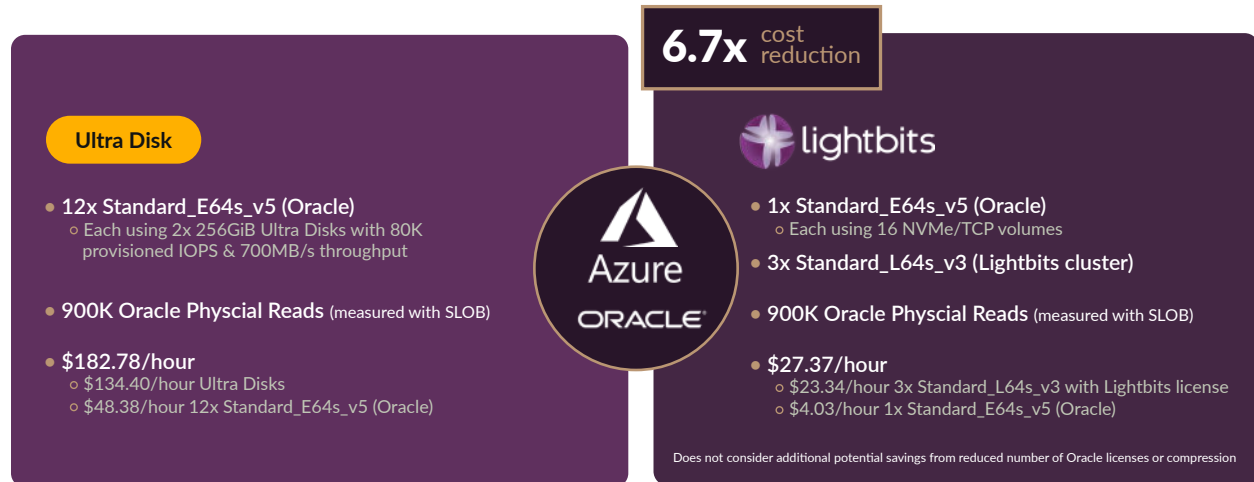 6.7x cost
reduction
Ultra Disk
• 12x Standard_E64s_v5 (Oracle)
◦ Each using 2x 256GiB Ultra Disks with 80K
provisioned IOPS & 700MB/s throughput
• 900K Oracle Physcial Reads (measured with SLOB)
• $182.78/hour
◦ $134.40/hour Ultra Disks
◦ $48.38/hour 12x Standard_E64s_v5 (Oracle)
Azure
ORACLE®
lightbits
• 1x Standard_E64s_v5 (Oracle)
◦ Each using 16 NVMe/TCP volumes
• 3x Standard_L64s_v3 (Lightbits cluster)
• 900K Oracle Physcial Reads (measured with SLOB)
• $27.37/hour
◦ $23.34/hour 3x Standard_L64s_v3 with Lightbits license
◦ $4.03/hour 1x Standard_E64s_v5 (Oracle)
Does not consider additional potential savings from reduced number of Oracle licenses or compression